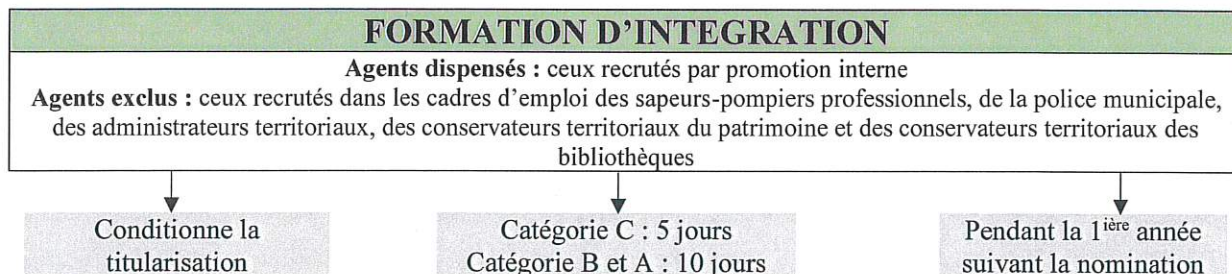 FORMATION D'INTEGRATION
Agents dispensés : ceux recrutés par promotion interne
Agents exclus : ceux recrutés dans les cadres d'emploi des sapeurs-pompiers professionnels, de la police municipale,
des administrateurs territoriaux, des conservateurs territoriaux du patrimoine et des conservateurs territoriaux des
bibliothèques
Conditionne la
titularisation
Catégorie C : 5 jours
Catégorie B et A : 10 jours
Pendant la 1ière année
suivant la nomination